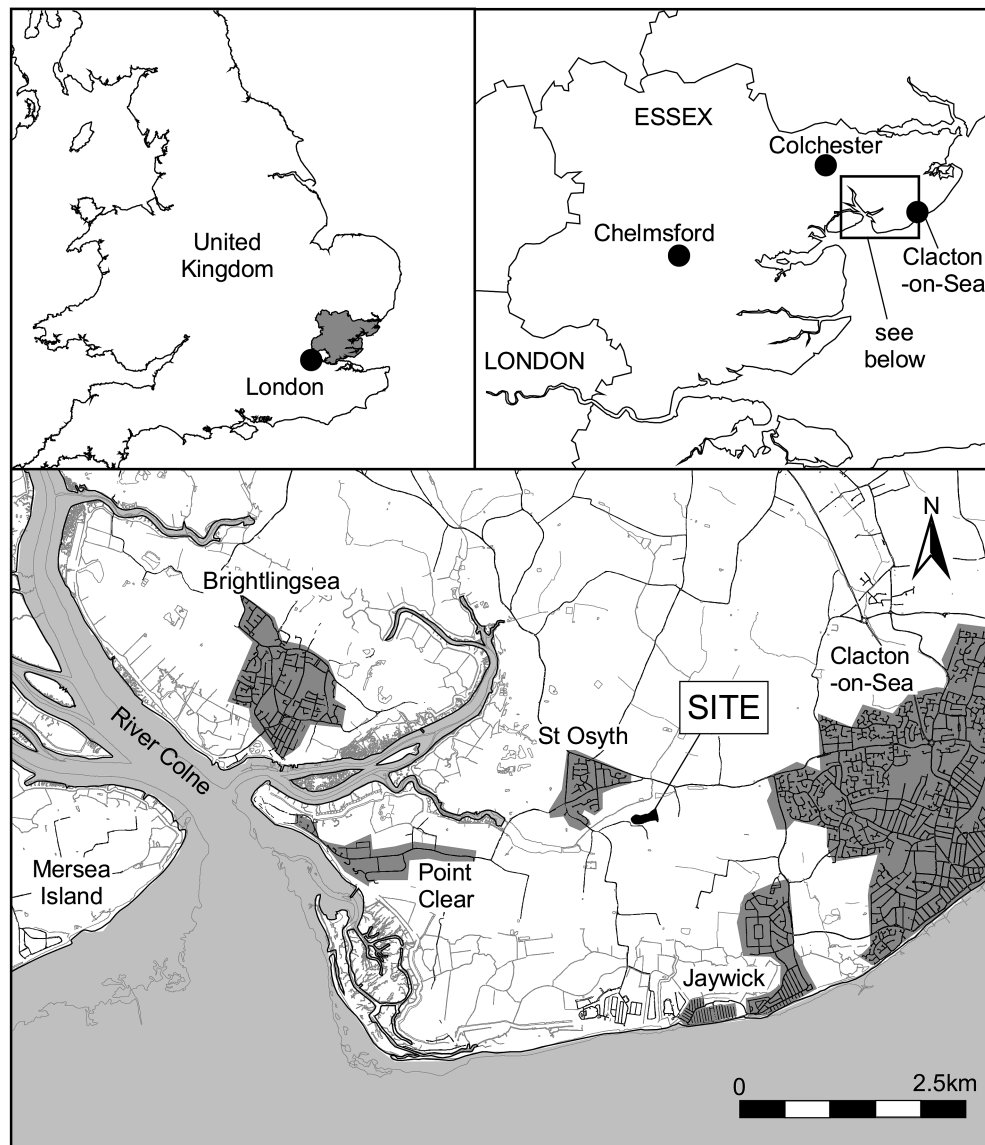 United
Kingdom
London
ESSEX
Colchester
Chelmsford
Clacton
-on-Sea
see
below
LONDON
N
Brightlingsea
Clacton
-on-Sea
SITE
St Osyth
River Colne
Mersea
Island
Point
Clear
Jaywick
0
2.5km